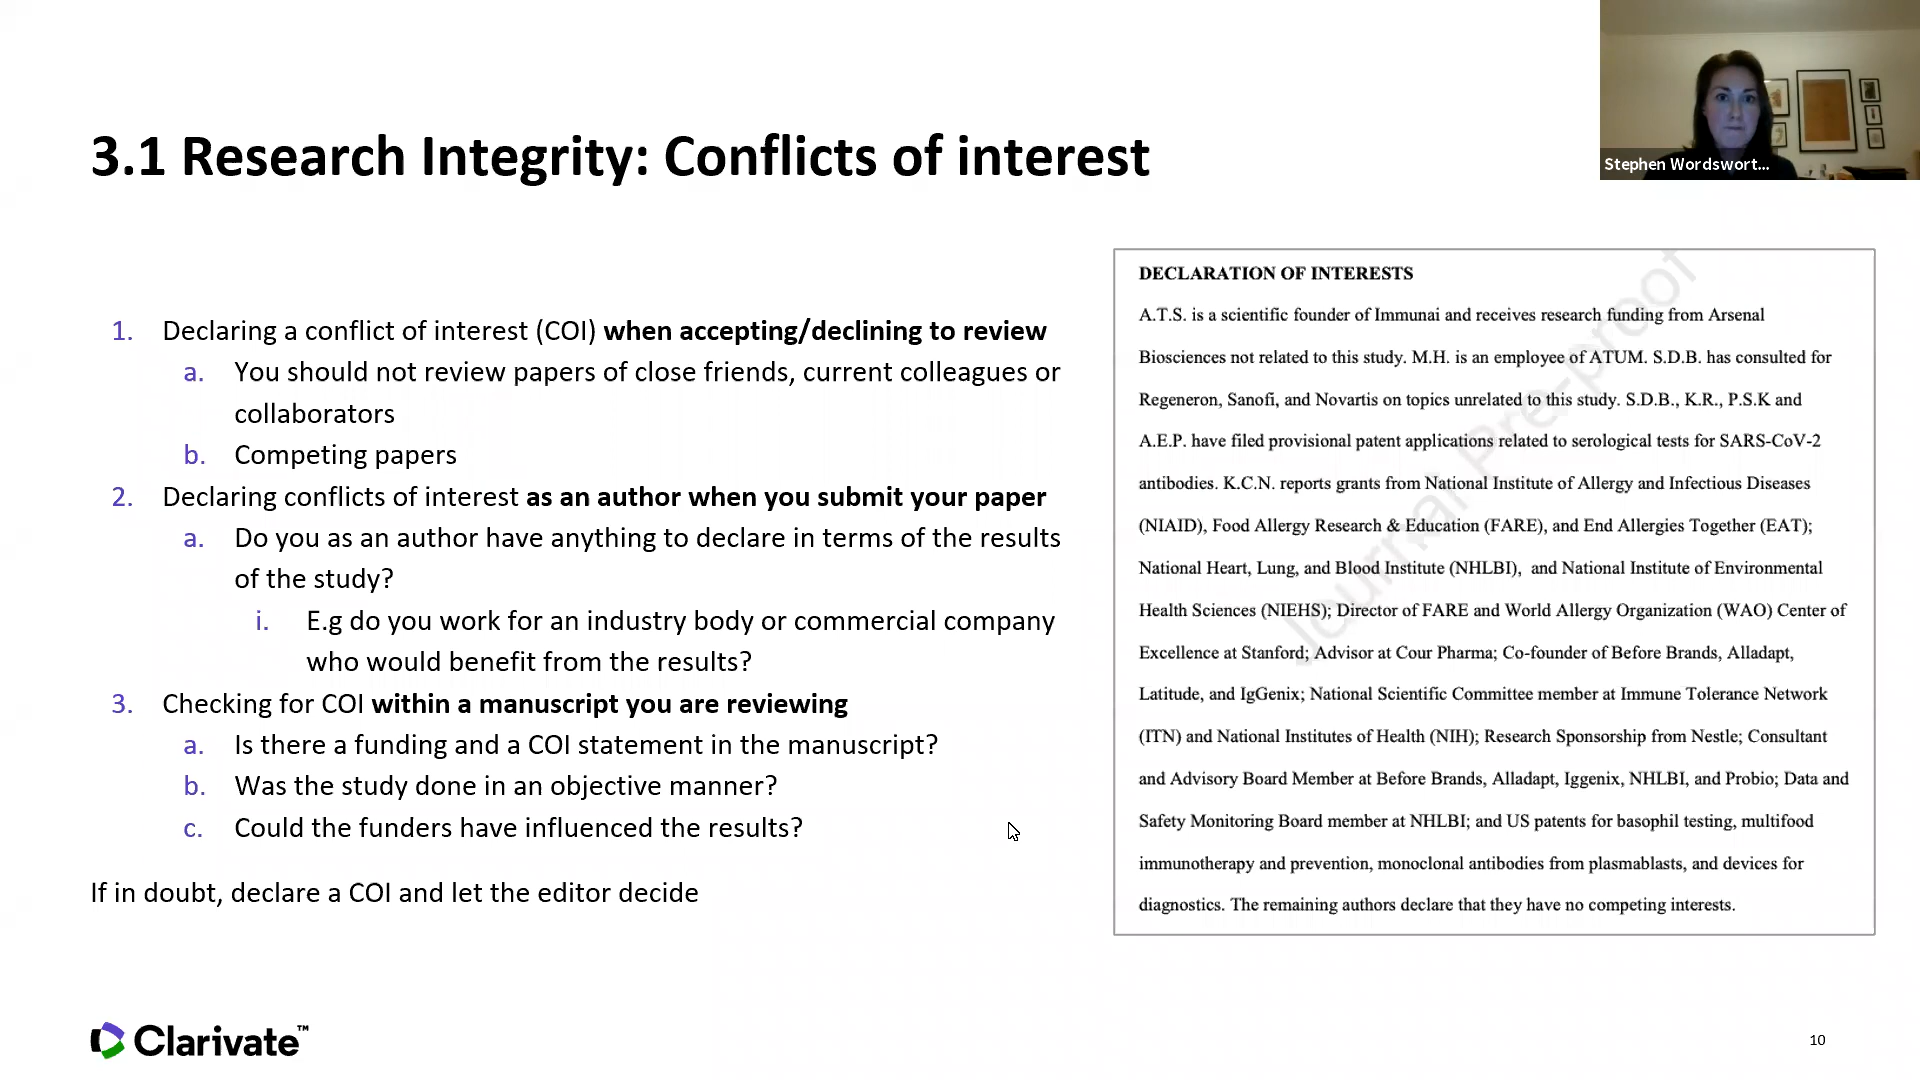 Stephen Wordswort...
3.1 Research Integrity: Conflicts of interest
1. Declaring a conflict of interest (COI) when accepting/declining to review
a. You should not review papers of close friends, current colleagues or
collaborators
b. Competing papers
2. Declaring conflicts of interest as an author when you submit your paper
a. Do you as an author have anything to declare in terms of the results
of the study?
i. E.g do you work for an industry body or commercial company
who would benefit from the results?
3. Checking for COI within a manuscript you are reviewing
a. Is there a funding and a COI statement in the manuscript?
b. Was the study done in an objective manner?
c. Could the funders have influenced the results?
If in doubt, declare a COI and let the editor decide
DECLARATION OF INTERESTS
A.T.S. is a scientific founder of Immunai and receives research funding from Arsenal
Biosciences not related to this study. M.H. is an employee of ATUM. S.D.B. has consulted for
Regeneron, Sanofi, and Novartis on topics unrelated to this study. S.D.B., K.R., P.S.K and
A.E.P. have filed provisional patent applications related to serological tests for SARS-CoV-2
antibodies. K.C.N. reports grants from National Institute of Allergy and Infectious Diseases
(NIAID), Food Allergy Research & Education (FARE), and End Allergies Together (EAT);
National Heart, Lung, and Blood Institute (NHLBI), and National Institute of Environmental
Health Sciences (NIEHS); Director of FARE and World Allergy Organization (WAO) Center of
Excellence at Stanford; Advisor at Cour Pharma; Co-founder of Before Brands, Alladapt,
Latitude, and IgGenix; National Scientific Committee member at Immune Tolerance Network
(ITN) and National Institutes of Health (NIH); Research Sponsorship from Nestle; Consultant
and Advisory Board Member at Before Brands, Alladapt, Iggenix, NHLBI, and Probio; Data and
Safety Monitoring Board member at NHLBI; and US patents for basophil testing, multifood
immunotherapy and prevention, monoclonal antibodies from plasmablasts, and devices for
diagnostics. The remaining authors declare that they have no competing interests.
Journal Pre-proof
Clarivate™
10